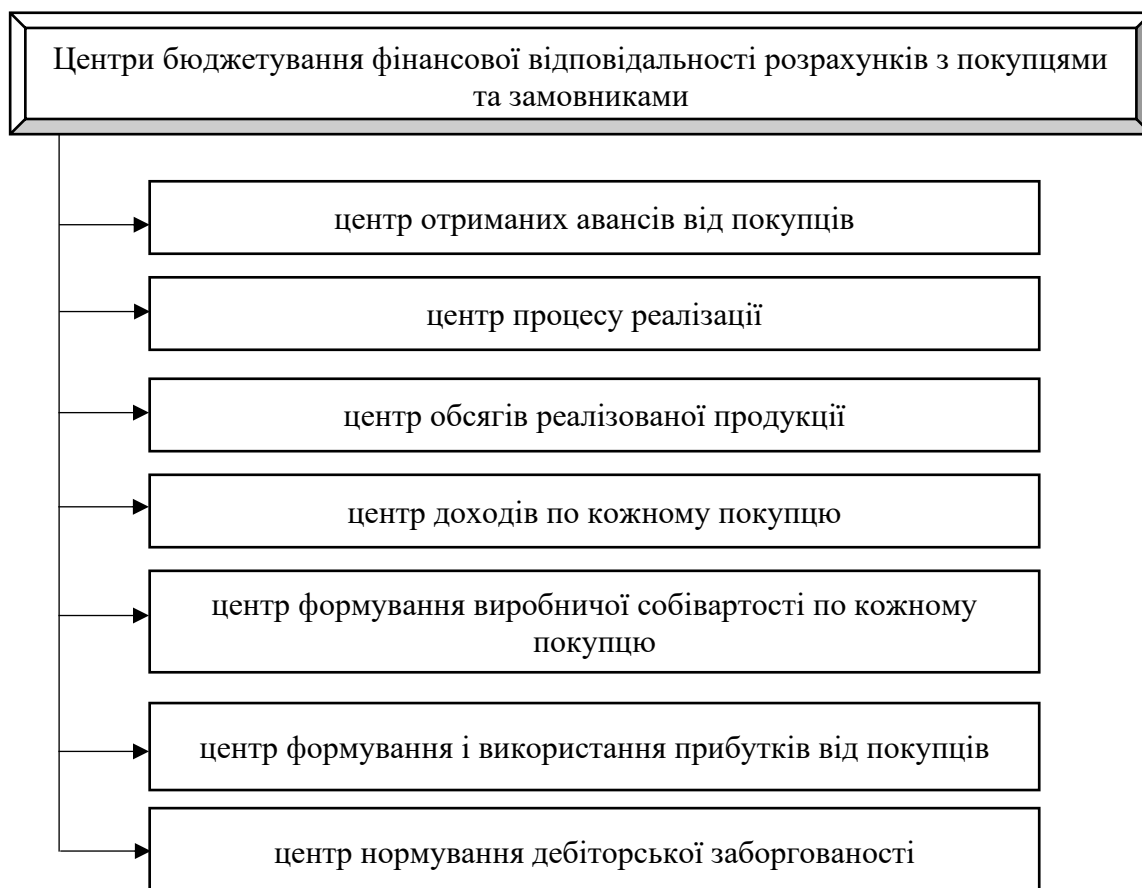 Центри бюджетування фінансової відповідальності розрахунків з покупцями
та замовниками
центр отриманих авансів від покупців
центр процесу реалізації
центр обсягів реалізованої продукції
центр доходів по кожному покупцю
центр формування виробничої собівартості по кожному
покупцю
центр формування і використання прибутків від покупців
центр нормування дебіторської заборгованості